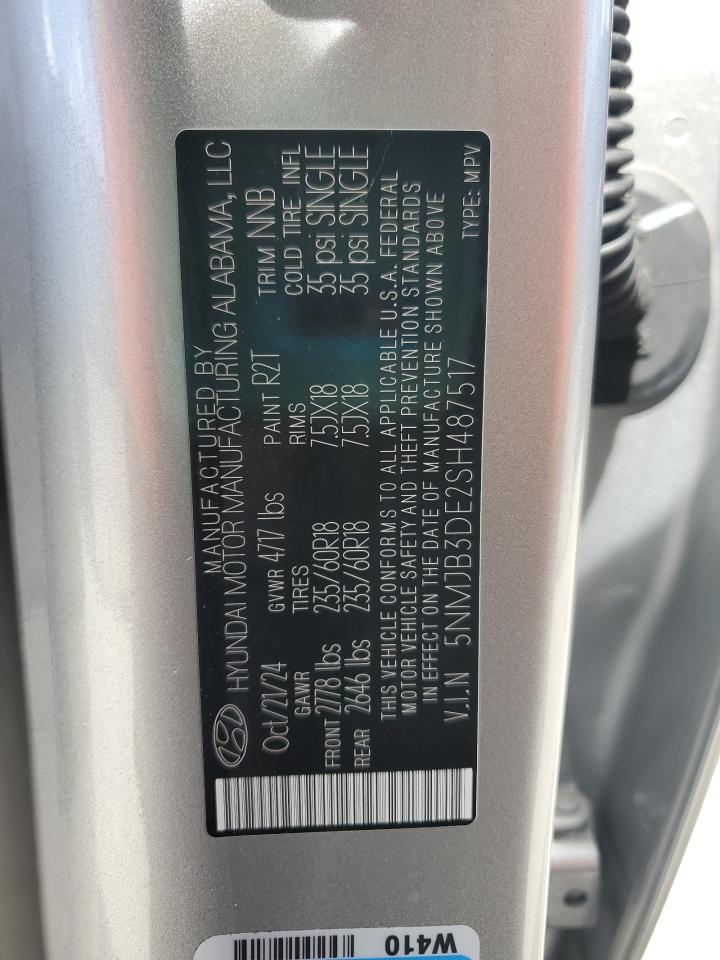 MANUFACTURED BY
HYUNDAI MOTOR MANUFACTURING ALABAMA, LLC
Oct/21/24 GVWR 4717 lbs PAINT R2T TRIM NNB
GAWR TIRES RIMS COLD TIRE INFL
FRONT 2778 lbs 235/60R18 7.5JX18 35 psi SINGLE
REAR 2646 lbs 235/60R18 7.5JX18 35 psi SINGLE
THIS VEHICLE CONFORMS TO ALL APPLICABLE U.S.A. FEDERAL
MOTOR VEHICLE SAFETY AND THEFT PREVENTION STANDARDS
IN EFFECT ON THE DATE OF MANUFACTURE SHOWN ABOVE
V.I.N 5NMJB3DE2SH487517 TYPE: MPV
W410